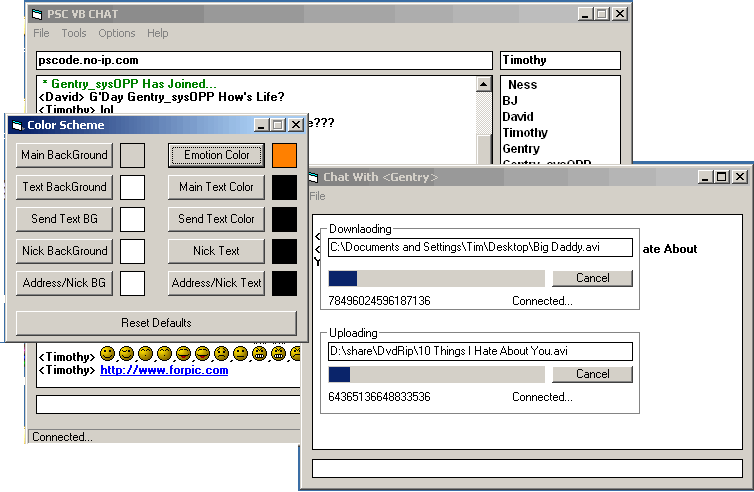 PSC VB CHAT
File Tools Options Help
pscode.no-ip.com
Timothy
* Gentry_sysOPP Has Joined...
<David> G'Day Gentry_sysOPP How's Life?
<Timothy> lol
e???
Ness
BJ
David
Timothy
Gentry
Gentry_sysOPP
Color Scheme
Main BackGround
Emotion Color
Text BackGround
Main Text Color
Send Text BG
Send Text Color
Nick BackGround
Nick Text
Address/Nick BG
Address/Nick Text
Reset Defaults
<Timothy>
<Timothy> http://www.forpic.com
Connected...
Chat With <Gentry>
File
<
<
ate About
Y
Downlaoding
C:\Documents and Settings\Tim\Desktop\Big Daddy.avi
Cancel
78496024596187136
Connected...
Uploading
D:\share\DvdRip\10 Things I Hate About You.avi
Cancel
64365136648833536
Connected...